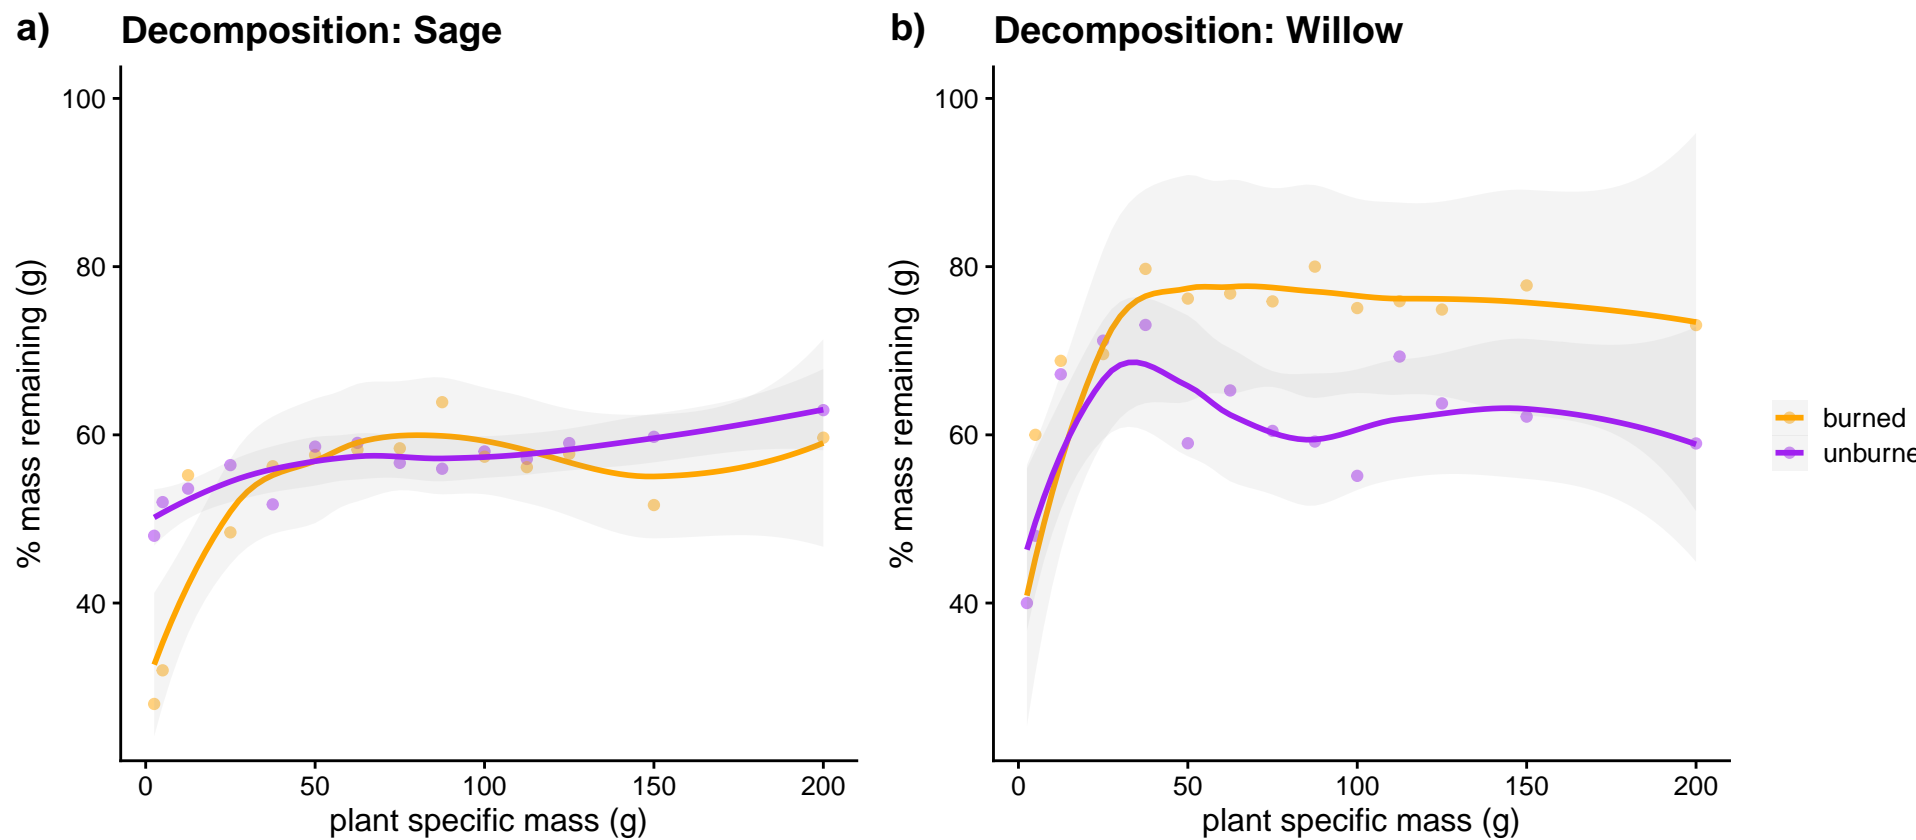 a) Decomposition: Sage
% mass remaining (g)
100
80
60
40
0 50 100 150 200
plant specific mass (g)
b) Decomposition: Willow
% mass remaining (g)
100
80
60
40
0 50 100 150 200
plant specific mass (g)
burned
unburne